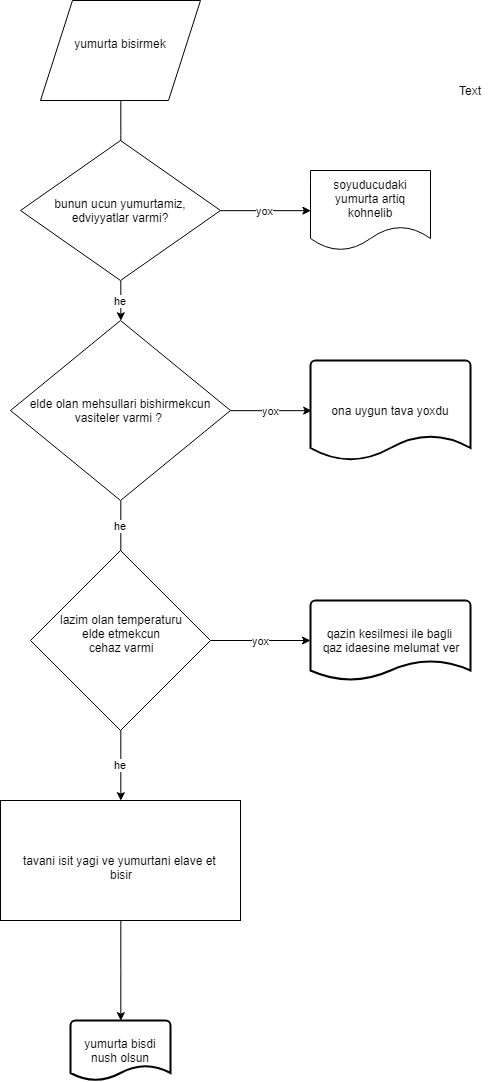 yumurta bisirmek
Text
bunun ucun yumurtamiz,
edviyyatlar varmi?
yox
soyuducudaki
yumurta artiq
kohnelib
he
elde olan mehsullari bishirmekcun
vasiteler varmi ?
yox
ona uygun tava yoxdu
he
lazim olan temperaturu
elde etmekcun
cehaz varmi
yox
qazin kesilmesi ile bagli
qaz idaesine melumat ver
he
tavani isit yagi ve yumurtani elave et
bisir
yumurta bisdi
nush olsun